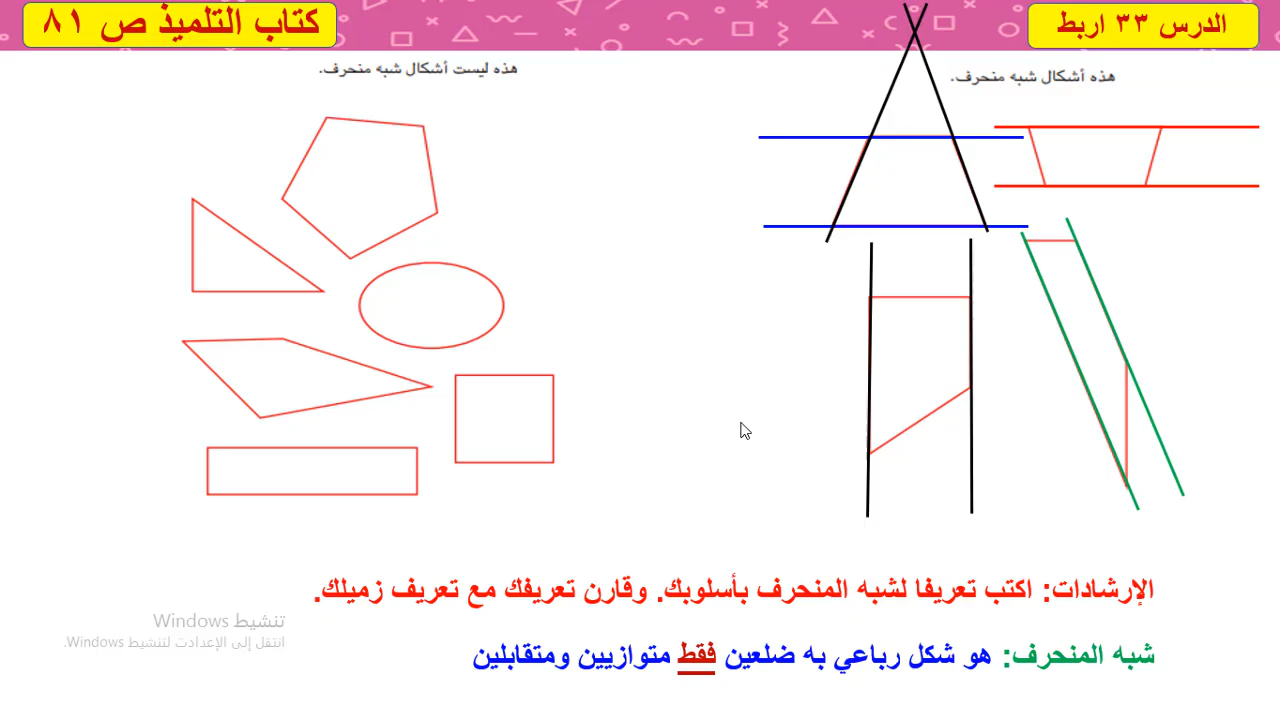 الدرس ٣٣ اربط
كتاب التلميذ ص ٨١
هذه أشكال شبه منحرف.
هذه ليست أشكال شبه منحرف.
الإرشادات: اكتب تعريفا لشبه المنحرف بأسلوبك. وقارن تعريفك مع تعريف زميلك.
شبه المنحرف: هو شكل رباعي به ضلعين فقط متوازيين ومتقابلين
تنشيط Windows
انتقل إلى الإعدادت لتنشيط Windows.